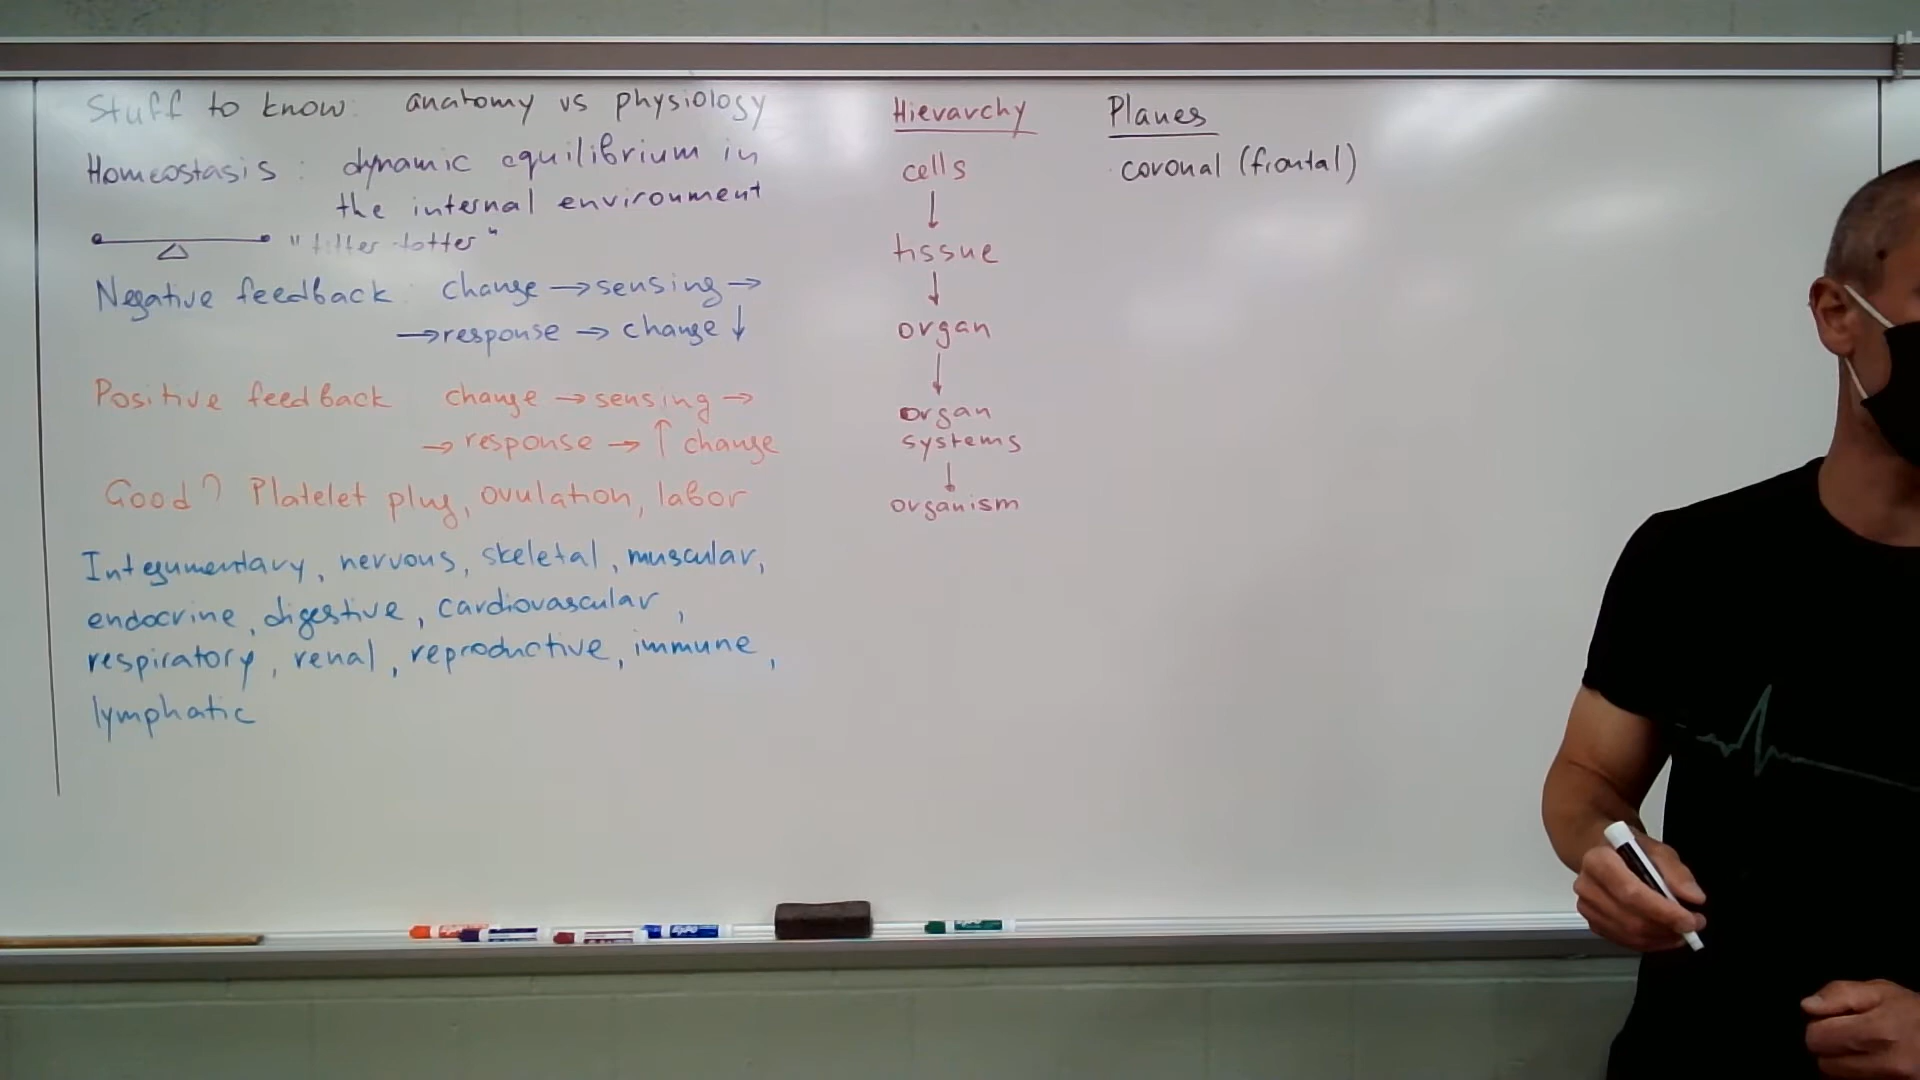 Stuff to know: anatomy vs physiology
Homeostasis : dynamic equilibrium in
the internal environment
"titter-totter"
Negative feedback: change → sensing →
→ response → change ↓
Positive feedback change → sensing →
→ response → ↑ change
Good? Platelet plug, ovulation, labor
Integumentary, nervous, skeletal, muscular,
endocrine, digestive, cardiovascular,
respiratory, renal, reproductive, immune,
lymphatic
Hierarchy
cells
↓
tissue
↓
organ
↓
organ
systems
↓
organism
Planes
· coronal (frontal)